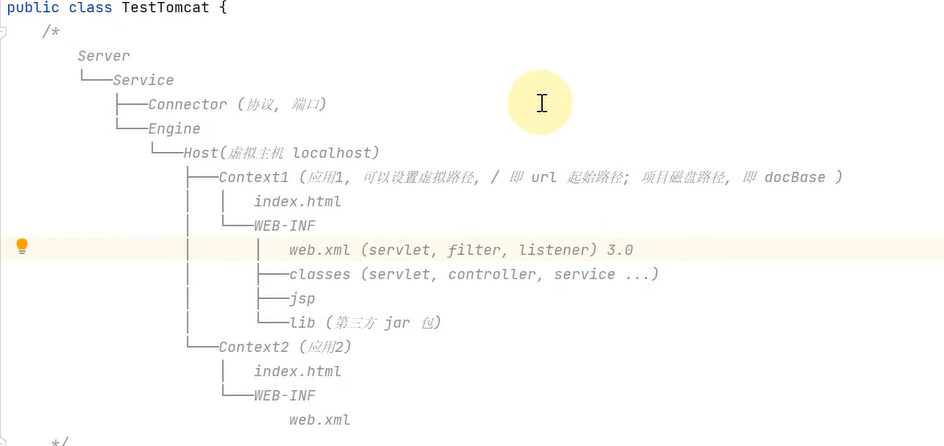 public class TestTomcat {
/*
Server
└───Service
├───Connector (协议, 端口)
└───Engine
└───Host(虚拟主机 localhost)
├───Context1 (应用1, 可以设置虚拟路径, / 即 url 起始路径; 项目磁盘路径, 即 docBase )
│ │ index.html
│ └───WEB-INF
│ │ web.xml (servlet, filter, listener) 3.0
│ ├───classes (servlet, controller, service ...)
│ ├───jsp
│ └───lib (第三方 jar 包)
└───Context2 (应用2)
│ index.html
└───WEB-INF
web.xml
*/